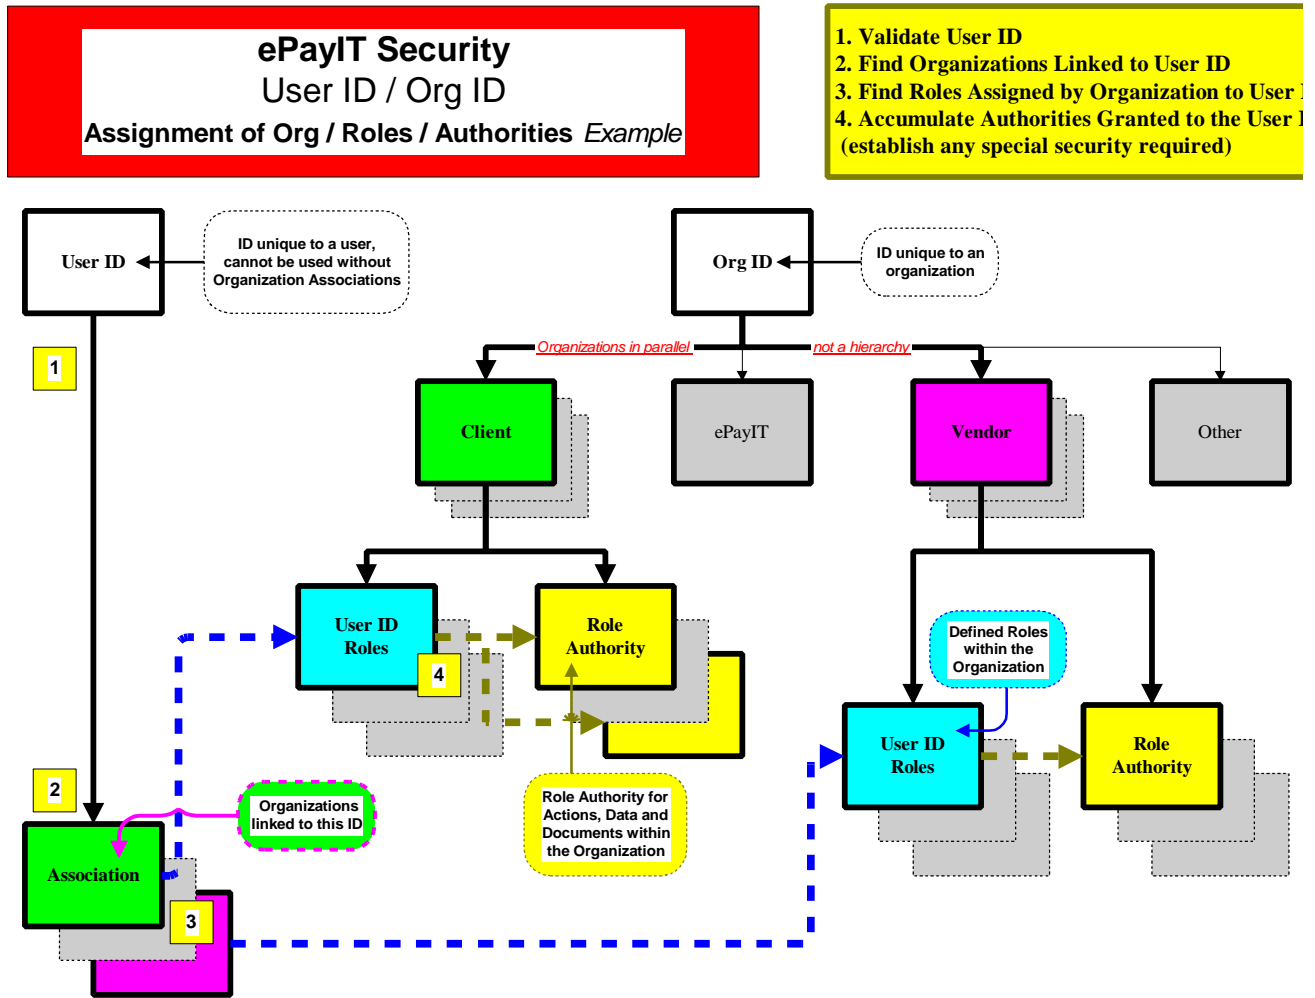 ePayIT Security
User ID / Org ID
Assignment of Org / Roles / Authorities Example
1. Validate User ID
2. Find Organizations Linked to User ID
3. Find Roles Assigned by Organization to User
4. Accumulate Authorities Granted to the User
(establish any special security required)
User ID
ID unique to a user,
cannot be used without
Organization Associations
Org ID
ID unique to an
organization
Organizations in parallel
not a hierarchy
1
Client
ePayIT
Vendor
Other
User ID
Roles
Role
Authority
4
Defined Roles
within the
Organization
User ID
Roles
Role
Authority
2
Organizations
linked to this ID
Role Authority for
Actions, Data and
Documents within
the Organization
Association
3